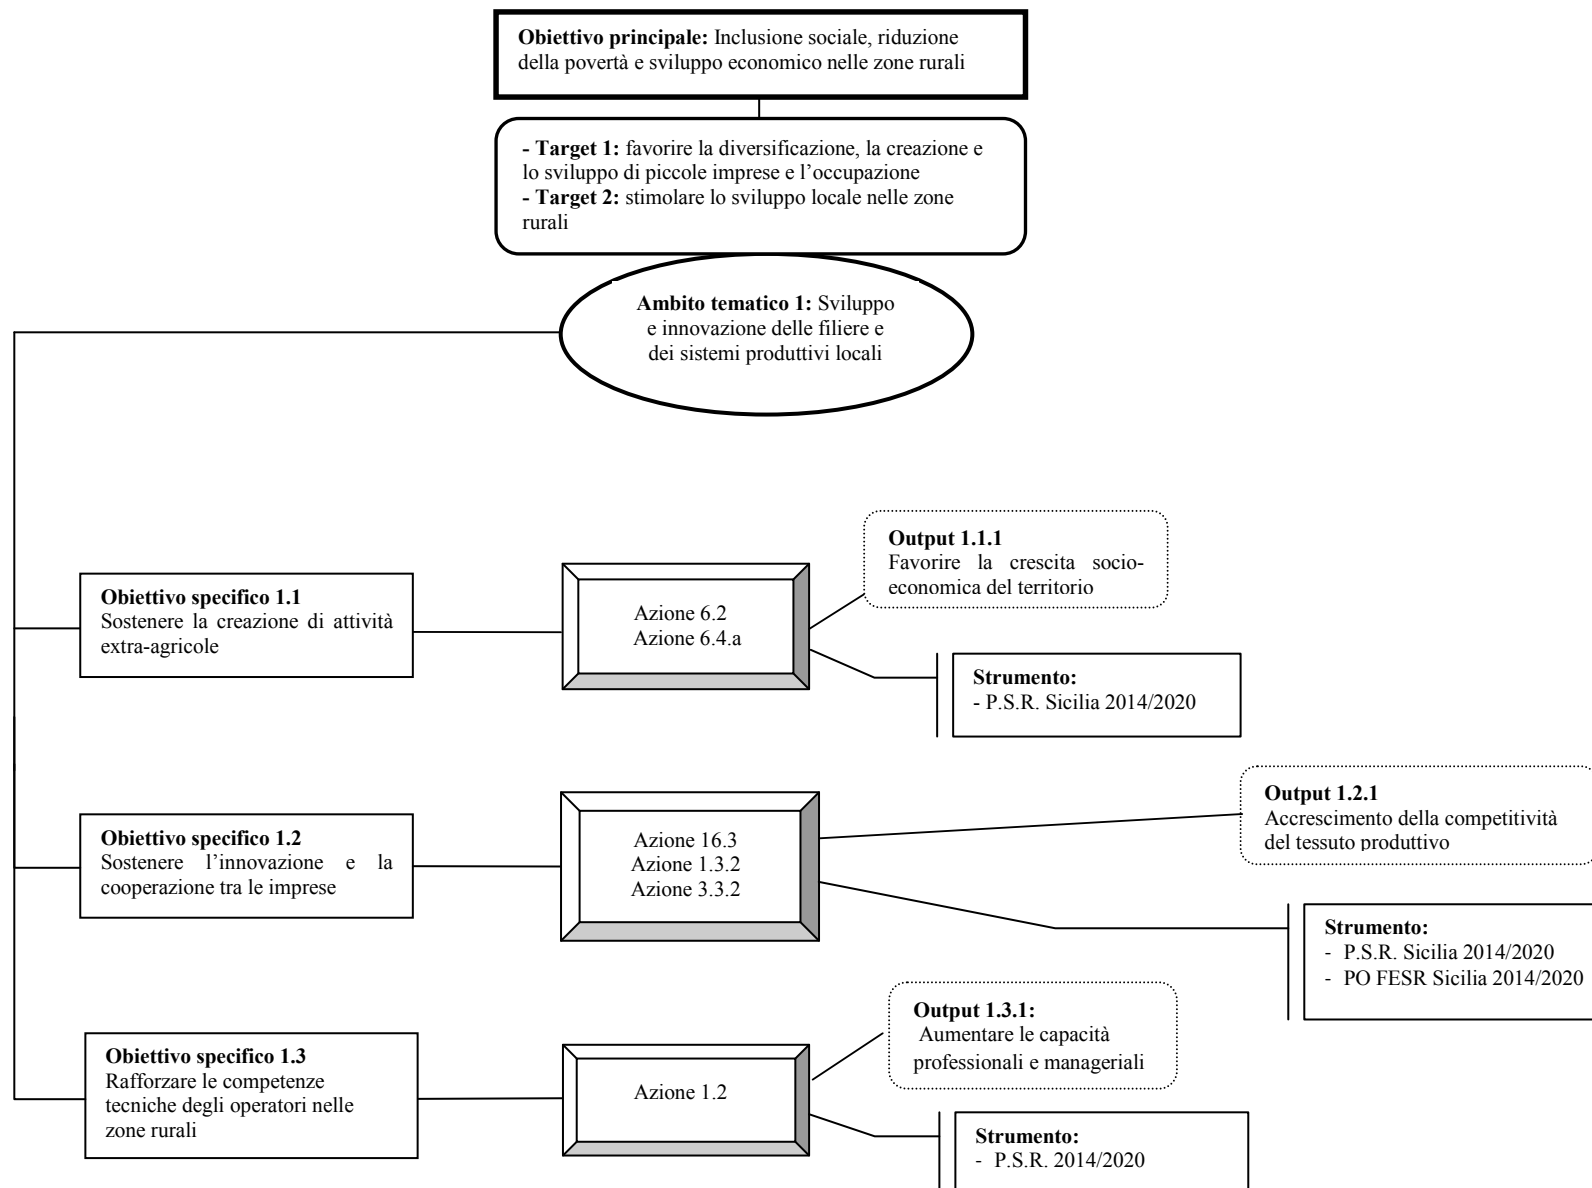 Obiettivo principale: Inclusione sociale, riduzione
della povertà e sviluppo economico nelle zone rurali
- Target 1: favorire la diversificazione, la creazione e
lo sviluppo di piccole imprese e l’occupazione
- Target 2: stimolare lo sviluppo locale nelle zone
rurali
Ambito tematico 1: Sviluppo
e innovazione delle filiere e
dei sistemi produttivi locali
Obiettivo specifico 1.1
Sostenere la creazione di attività
extra-agricole
Azione 6.2
Azione 6.4.a
Output 1.1.1
Favorire la crescita socio-
economica del territorio
Strumento:
- P.S.R. Sicilia 2014/2020
Obiettivo specifico 1.2
Sostenere l’innovazione e la
cooperazione tra le imprese
Azione 16.3
Azione 1.3.2
Azione 3.3.2
Output 1.2.1
Accrescimento della competitività
del tessuto produttivo
Strumento:
- P.S.R. Sicilia 2014/2020
- PO FESR Sicilia 2014/2020
Obiettivo specifico 1.3
Rafforzare le competenze
tecniche degli operatori nelle
zone rurali
Azione 1.2
Output 1.3.1:
Aumentare le capacità
professionali e manageriali
Strumento:
- P.S.R. 2014/2020